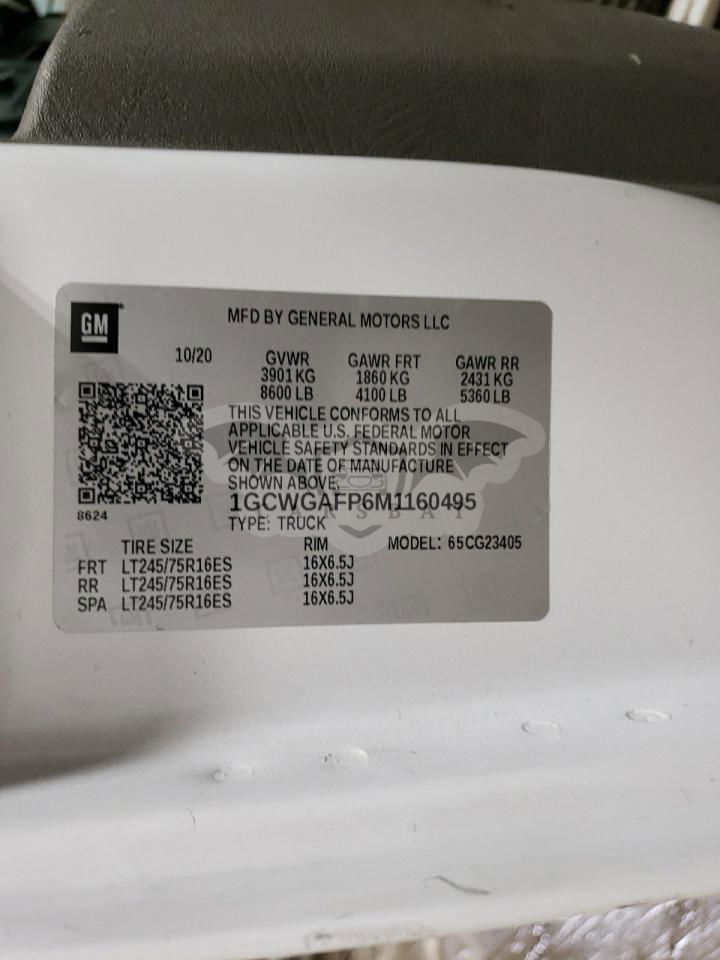 GM
MFD BY GENERAL MOTORS LLC
10/20 GVWR GAWR FRT GAWR RR
3901 KG 1860 KG 2431 KG
8600 LB 4100 LB 5360 LB
THIS VEHICLE CONFORMS TO ALL
APPLICABLE U.S. FEDERAL MOTOR
VEHICLE SAFETY STANDARDS IN EFFECT
ON THE DATE OF MANUFACTURE
SHOWN ABOVE.
1GCWGAFP6M1160495
8624
CARSBAT
TYPE: TRUCK
TIRE SIZE RIM MODEL: 65CG23405
FRT LT245/75R16ES 16X6.5J
RR LT245/75R16ES 16X6.5J
SPA LT245/75R16ES 16X6.5J